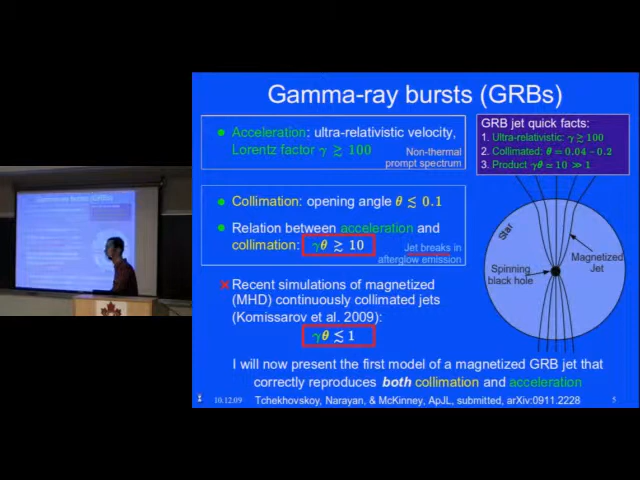 Gamma-ray bursts (GRBs)
Acceleration: ultra-relativistic velocity,
Lorentz factor γ ≳ 100
Non-thermal
prompt spectrum
GRB jet quick facts:
1. Ultra-relativistic: γ ≳ 100
2. Collimated: θ = 0.04 – 0.2
3. Product γθ = 10 ≫ 1
Collimation: opening angle θ ≲ 0.1
Relation between acceleration and
collimation: γθ ≳ 10
Jet breaks in
afterglow emission
Star
Spinning
black hole
Magnetized
Jet
Recent simulations of magnetized
(MHD) continuously collimated jets
(Komissarov et al. 2009):
γθ ≲ 1
I will now present the first model of a magnetized GRB jet that
correctly reproduces both collimation and acceleration
10.12.09 Tchekhovskoy, Narayan, & McKinney, ApJL, submitted, arXiv:0911.2228 5